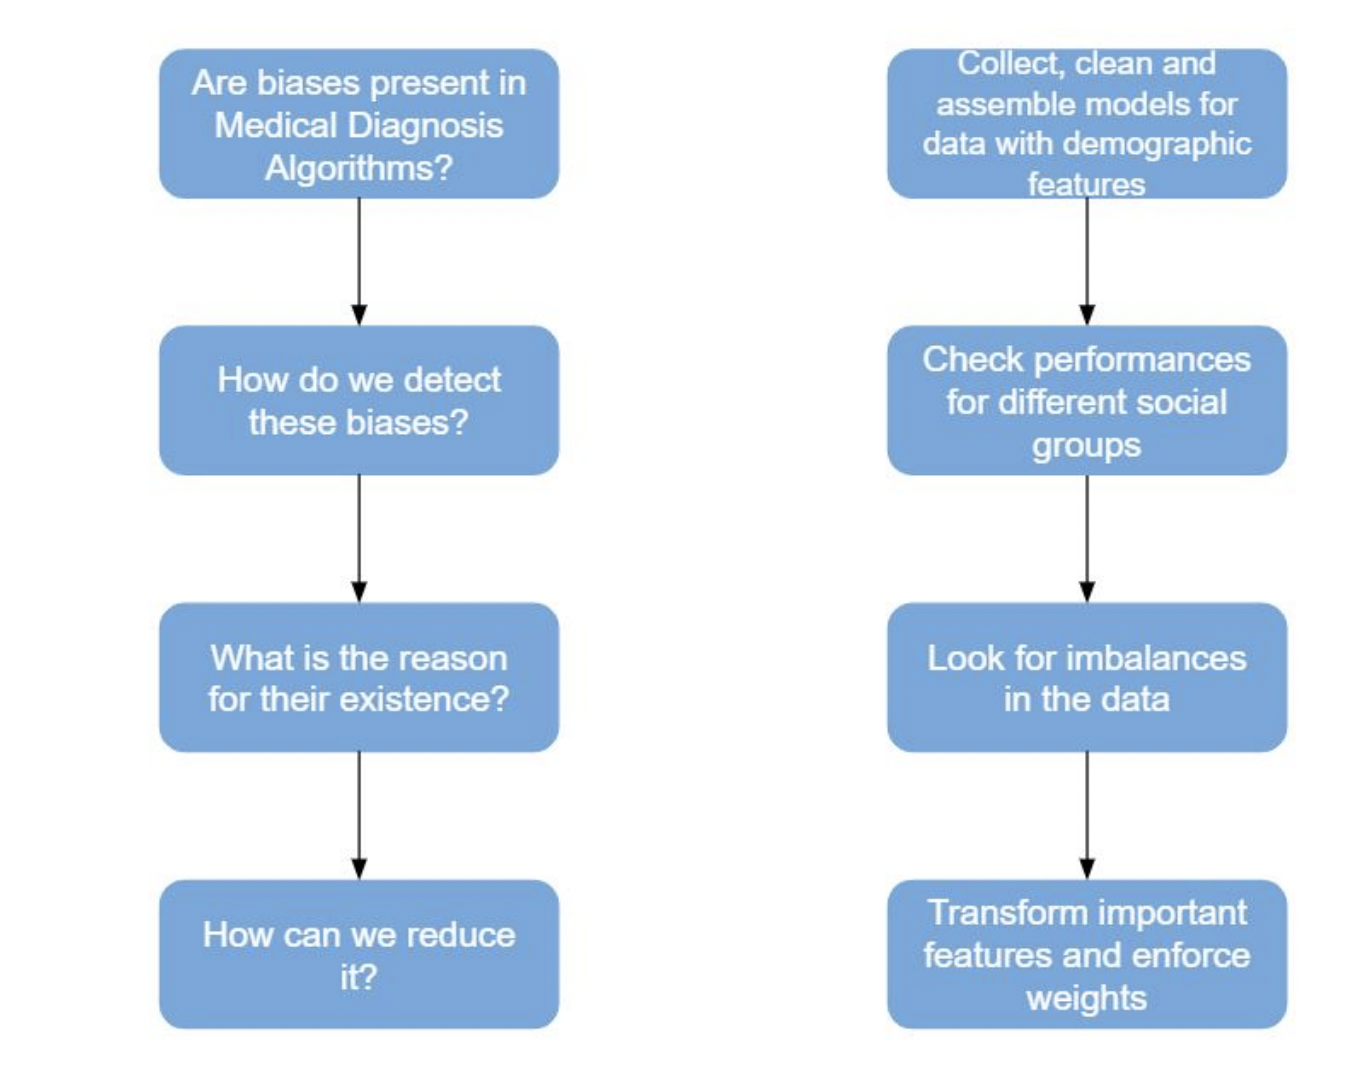 Are biases present in
Medical Diagnosis
Algorithms?
How do we detect
these biases?
What is the reason
for their existence?
How can we reduce
it?
Collect, clean and
assemble models for
data with demographic
features
Check performances
for different social
groups
Look for imbalances
in the data
Transform important
features and enforce
weights